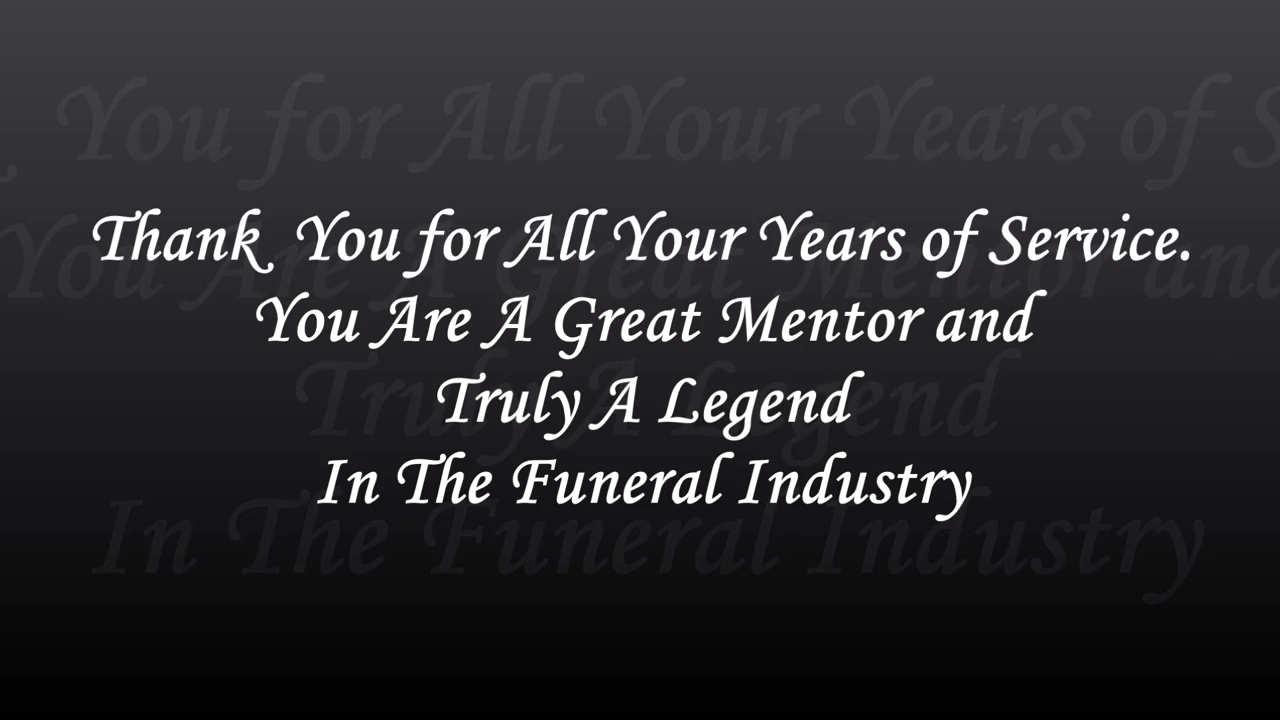 Thank You for All Your Years of Service.
You Are A Great Mentor and
Truly A Legend
In The Funeral Industry